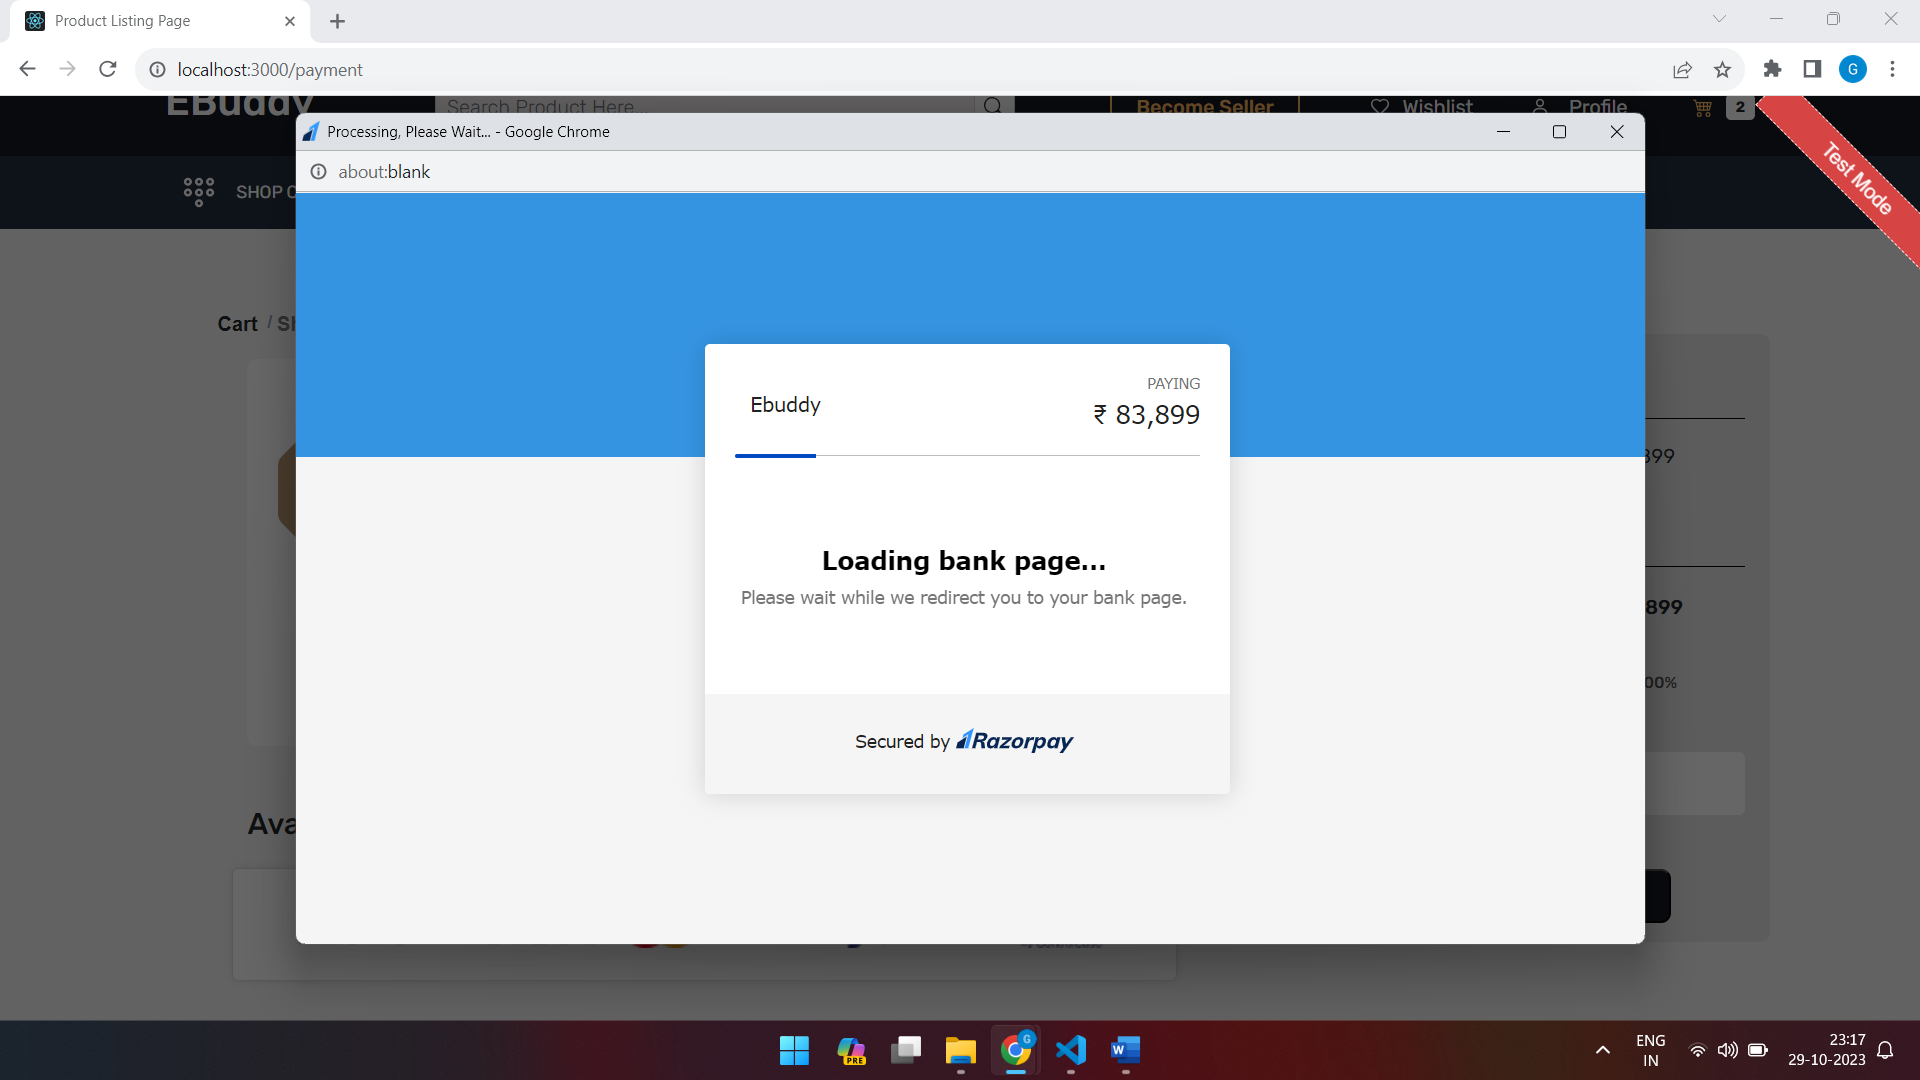 Product Listing Page
localhost:3000/payment
G
EBuddy
Search Product Here...
Become Seller
Wishlist
Profile
2
Test Mode
Processing, Please Wait... - Google Chrome
about:blank
SHOP
Cart / Sh
Ebuddy
PAYING
₹ 83,899
899
Loading bank page...
Please wait while we redirect you to your bank page.
899
00%
Secured by Razorpay
Ava
PRE
G
W
ENG
IN
23:17
29-10-2023